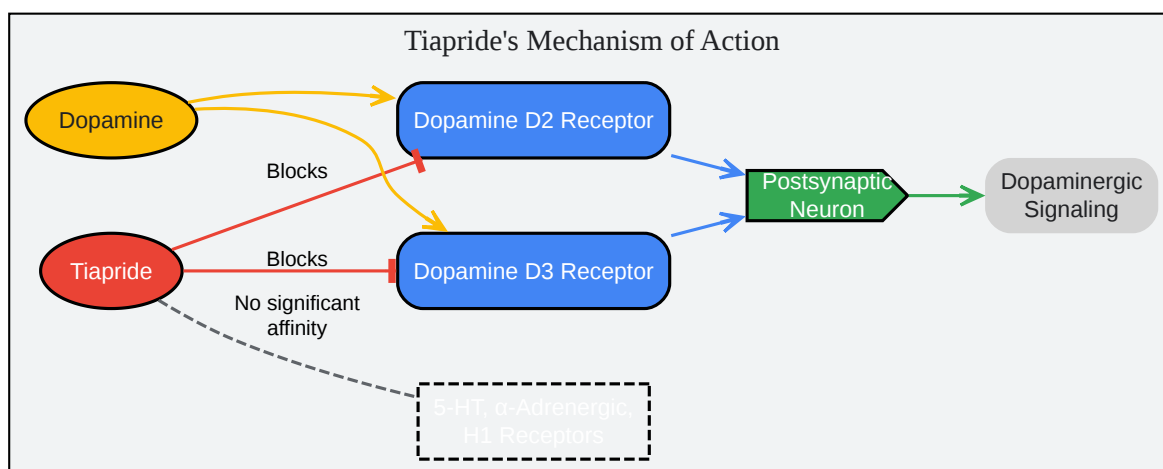 Tiapride's Mechanism of Action
Dopamine
Dopamine D2 Receptor
Blocks
Postsynaptic
Neuron
Dopaminergic
Signaling
Tiapride
Blocks
Dopamine D3 Receptor
No significant
affinity
5-HT, α-Adrenergic,
H1 Receptors